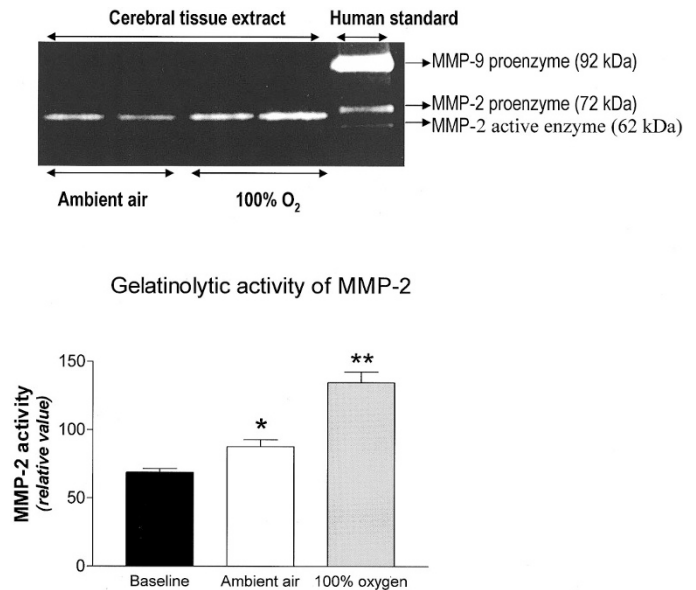 Cerebral tissue extract Human standard
MMP-9 proenzyme (92 kDa)
MMP-2 proenzyme (72 kDa)
MMP-2 active enzyme (62 kDa)
Ambient air 100% O₂
Gelatinolytic activity of MMP-2
MMP-2 activity
(relative value)
150
100
50
0
*
**
Baseline Ambient air 100% oxygen